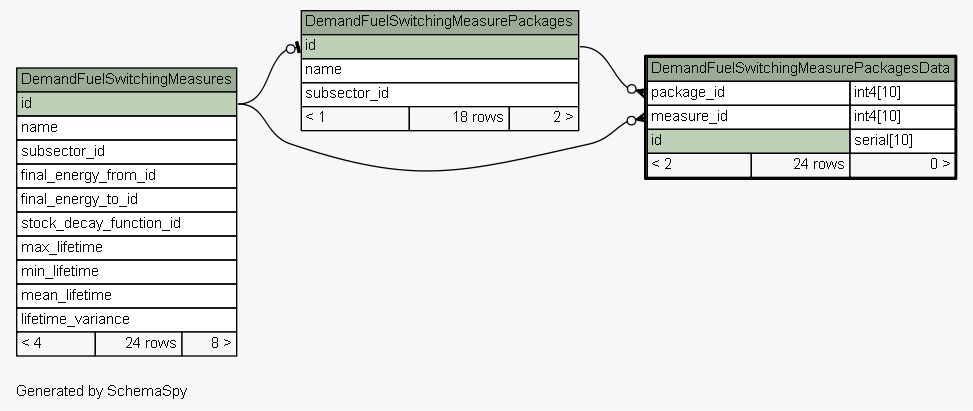 DemandFuelSwitchingMeasurePackages
id
name
subsector_id
< 1 18 rows 2 >
DemandFuelSwitchingMeasures
id
name
subsector_id
final_energy_from_id
final_energy_to_id
stock_decay_function_id
max_lifetime
min_lifetime
mean_lifetime
lifetime_variance
< 4 24 rows 8 >
DemandFuelSwitchingMeasurePackagesData
package_id int4[10]
measure_id int4[10]
id serial[10]
< 2 24 rows 0 >
Generated by SchemaSpy